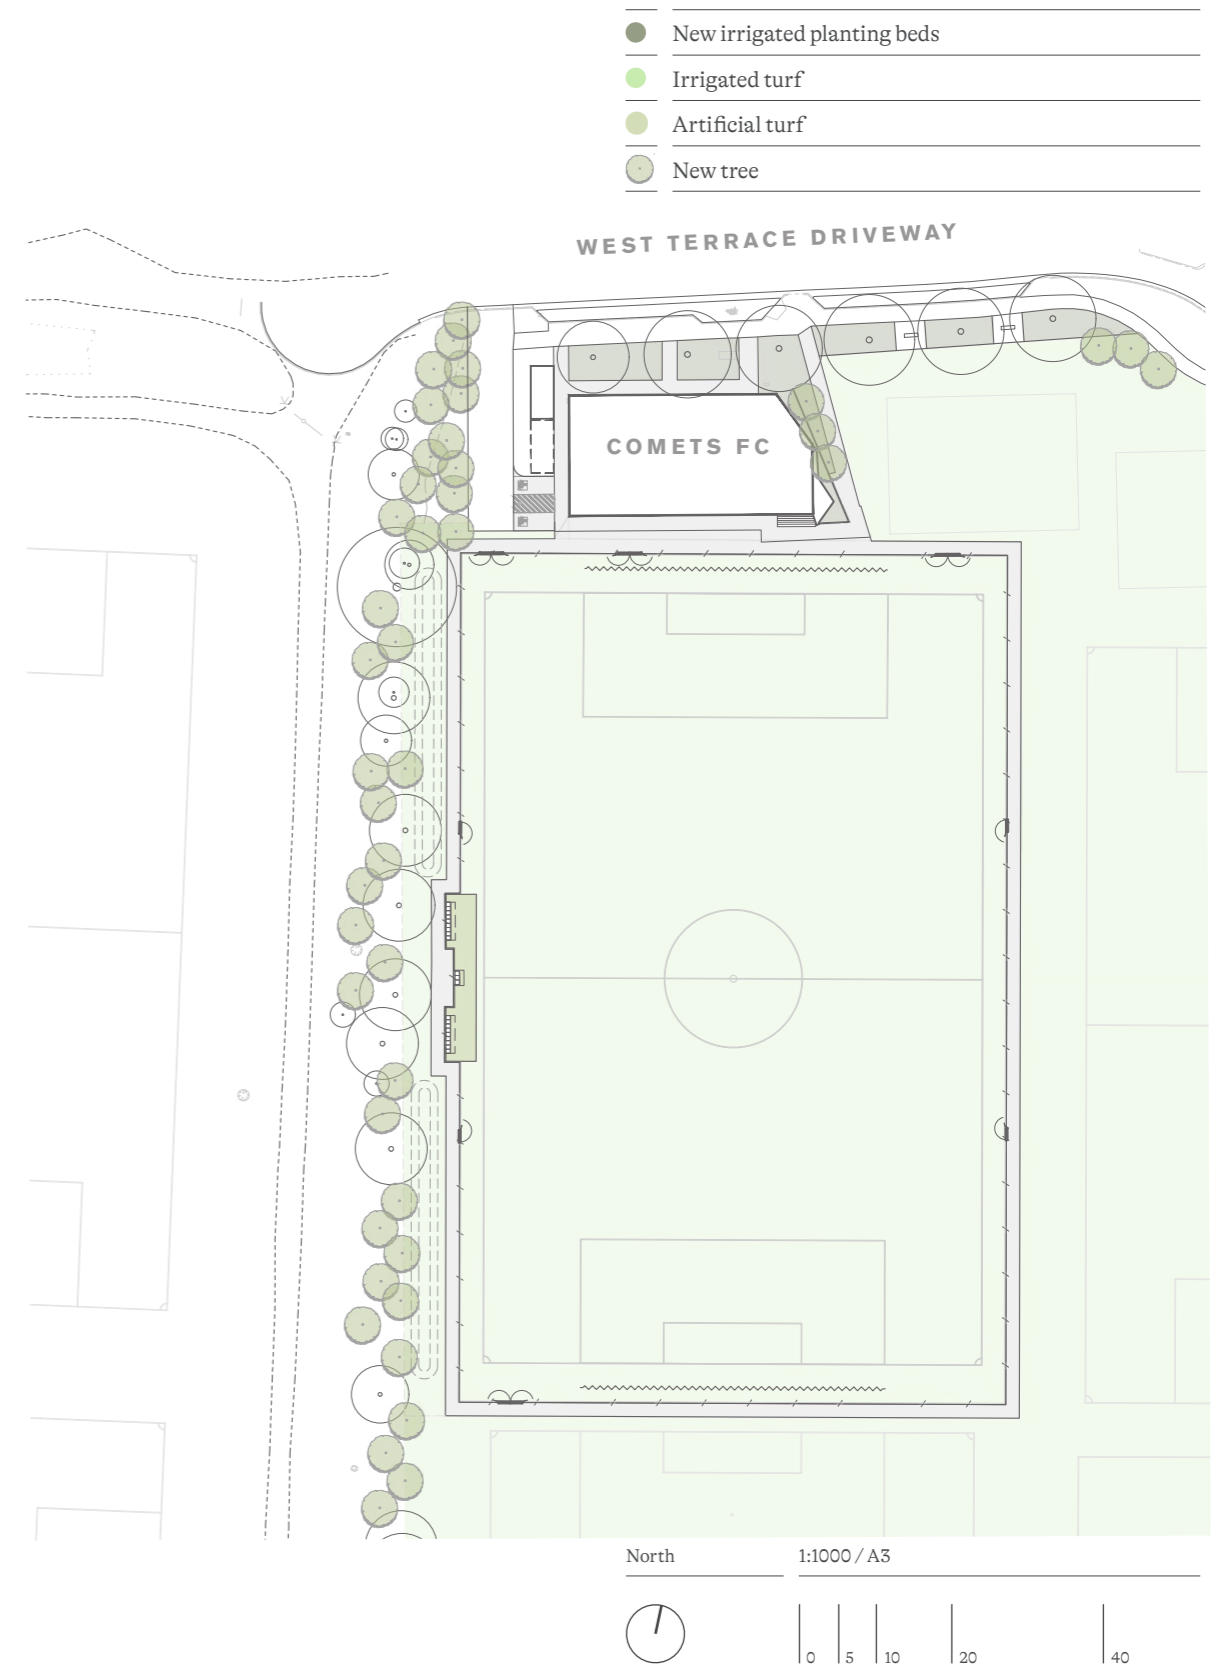 New irrigated planting beds
Irrigated turf
Artificial turf
New tree
WEST TERRACE DRIVEWAY
COMETS FC
North
1:1000 / A3
0 5 10 20 40